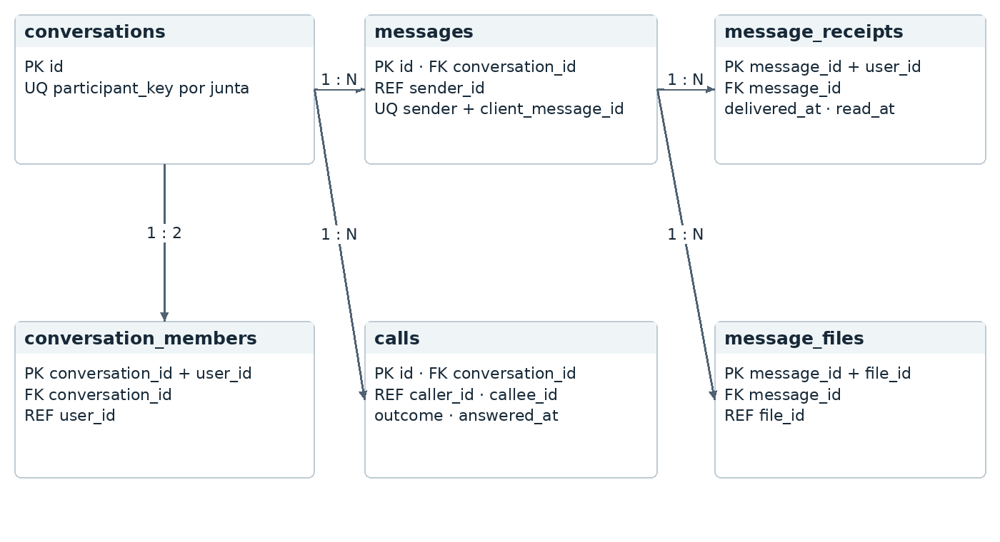 conversations
PK id
UQ participant_key por junta
1 : N
messages
PK id · FK conversation_id
REF sender_id
UQ sender + client_message_id
1 : N
message_receipts
PK message_id + user_id
FK message_id
delivered_at · read_at
1 : 2
1 : N
1 : N
conversation_members
PK conversation_id + user_id
FK conversation_id
REF user_id
calls
PK id · FK conversation_id
REF caller_id · callee_id
outcome · answered_at
message_files
PK message_id + file_id
FK message_id
REF file_id